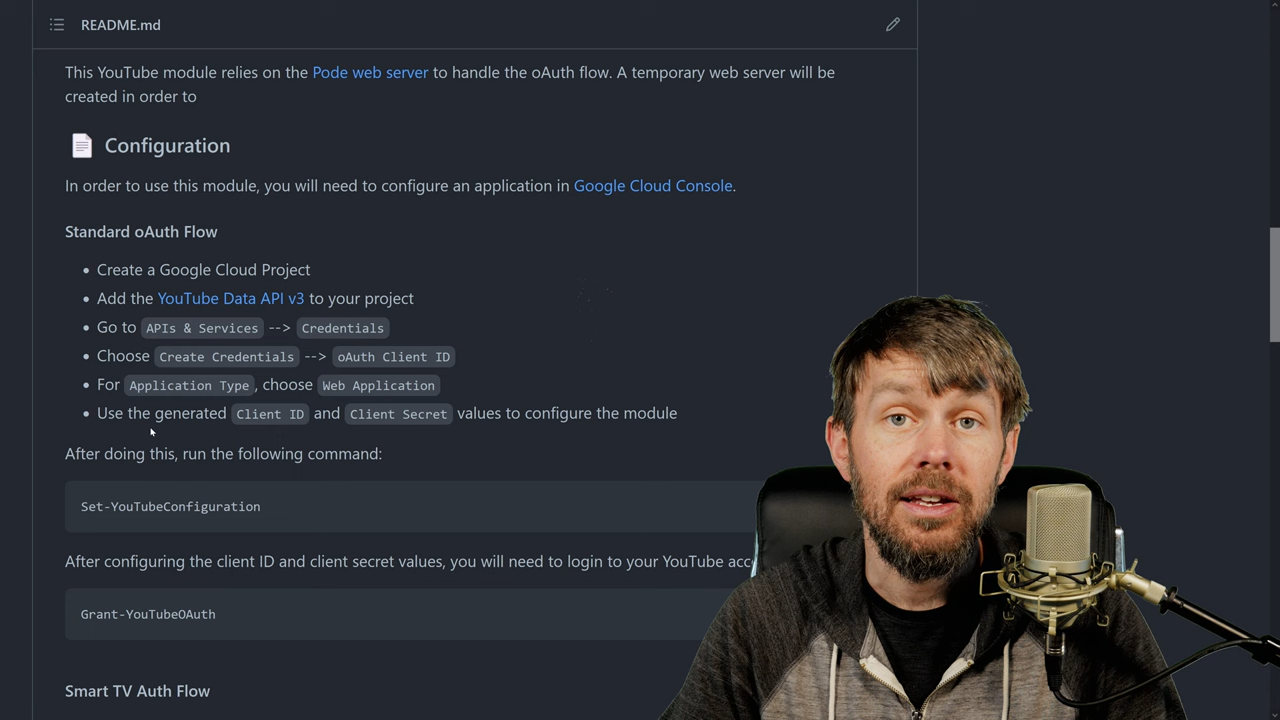 README.md
This YouTube module relies on the Pode web server to handle the oAuth flow. A temporary web server will be
created in order to
Configuration
In order to use this module, you will need to configure an application in Google Cloud Console.
Standard oAuth Flow
Create a Google Cloud Project
Add the YouTube Data API v3 to your project
Go to APIs & Services --> Credentials
Choose Create Credentials --> oAuth Client ID
For Application Type, choose Web Application
Use the generated Client ID and Client Secret values to configure the module
After doing this, run the following command:
Set-YouTubeConfiguration
After configuring the client ID and client secret values, you will need to login to your YouTube
Grant-YouTubeOAuth
Smart TV Auth Flow